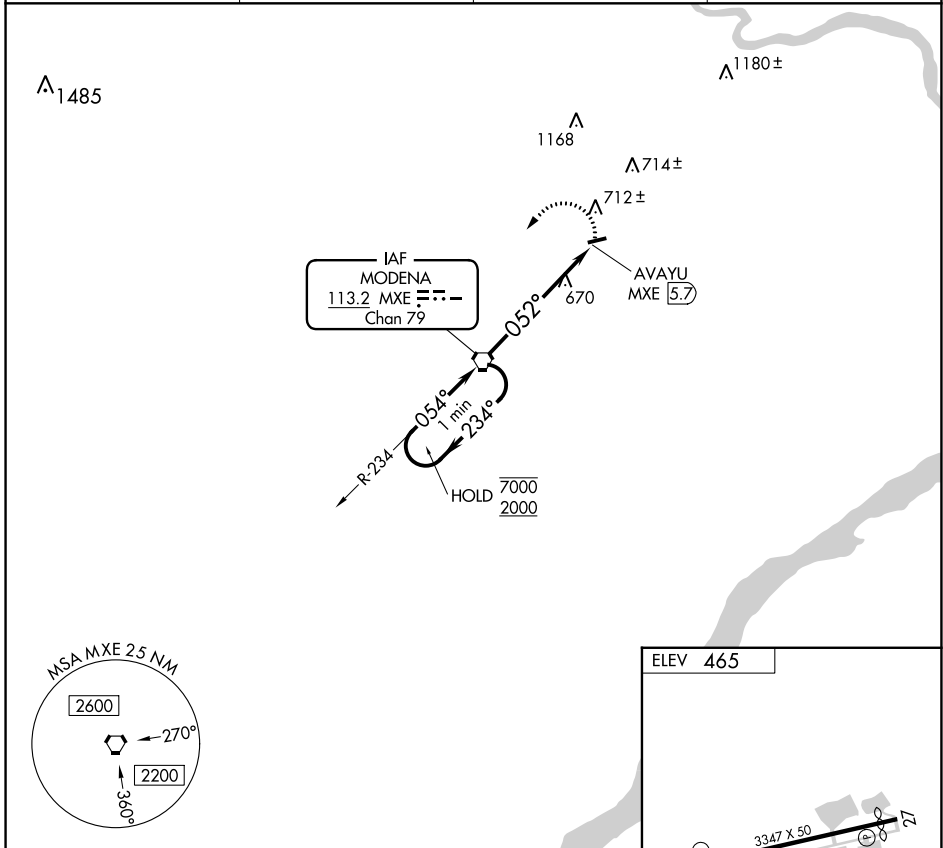 1180 ±
1485
1168
714 ±
712 ±
IAF
MODENA
113.2 MXE
Chan 79
AVAYU
MXE 5.7
670
052°
054°
1 min
234°
R-234
HOLD 7000
2000
MSA MXE 25 NM
2600
270°
2200
360°
ELEV 465
3347 X 50
P
27